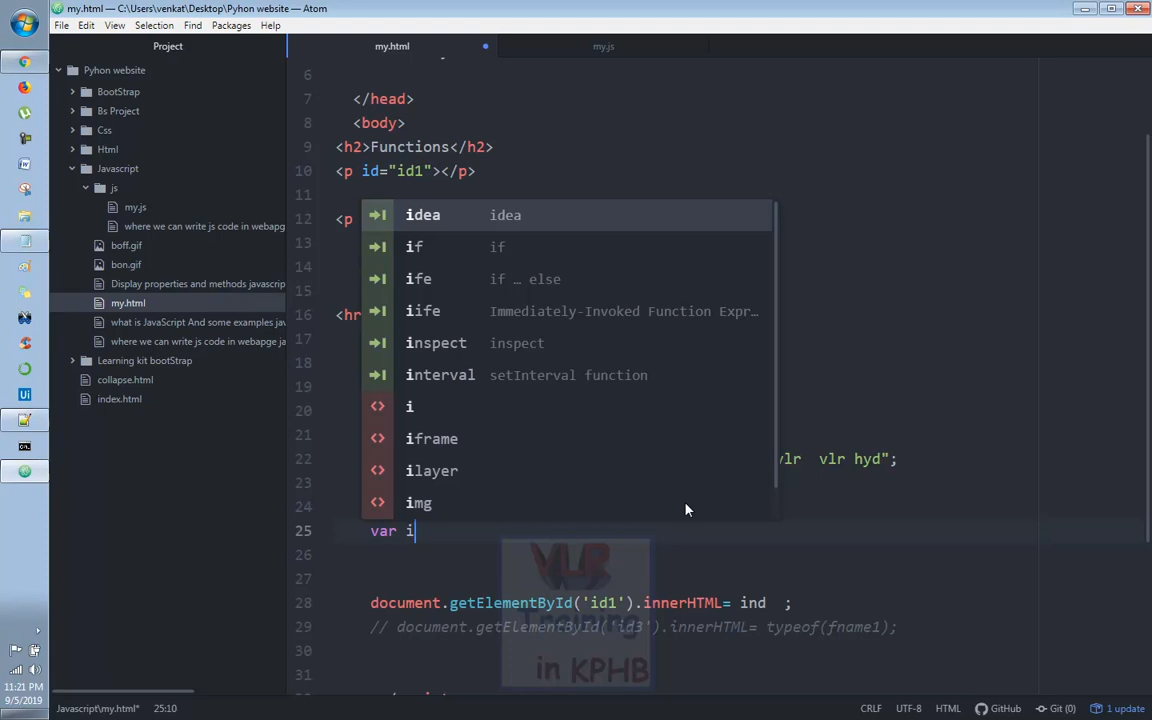 my.html — C:\Users\venkat\Desktop\Pyhon website — Atom
File Edit View Selection Find Packages Help
Project
my.html
my.js
Pyhon website
BootStrap
Bs Project
Css
Html
Javascript
js
my.js
where we can write js code in webapg
boff.gif
bon.gif
Display properties and methods javascrip
my.html
what is JavaScript And some examples jav
where we can write js code in webpge ja
Learning kit bootStrap
collapse.html
index.html
6
7 </head>
8 <body>
9 <h2>Functions</h2>
10 <p id="id1"></p>
11
12 <p
13
14
15
16 <hr
17
18
19
20
21
22 vlr  vlr hyd";
23
24
25 var i
26
27
28 document.getElementById('id1').innerHTML= ind  ;
29 // document.getElementById('id3').innerHTML= typeof(fname1);
30
31
idea idea
if if
ife if … else
iife Immediately-Invoked Function Expr…
inspect inspect
interval setInterval function
<> i
<> iframe
<> ilayer
<> img
VLR
Training
in KPHB
Ui
11:21 PM
9/5/2019
Javascript\my.html* 25:10 CRLF UTF-8 HTML GitHub Git (0) 1 update